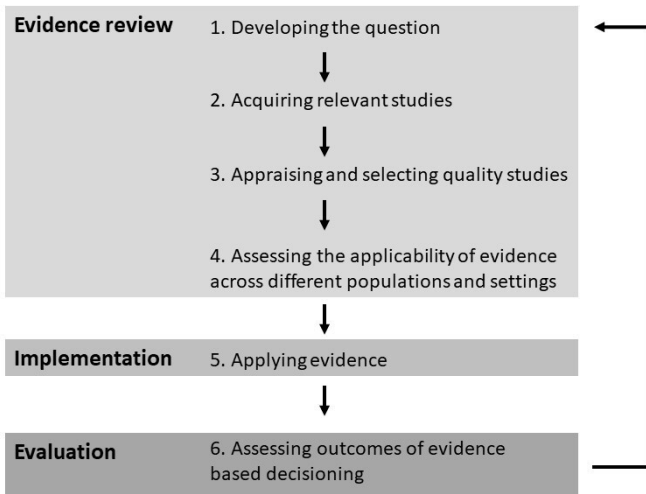 Evidence review
1. Developing the question
2. Acquiring relevant studies
3. Appraising and selecting quality studies
4. Assessing the applicability of evidence
across different populations and settings
Implementation
5. Applying evidence
Evaluation
6. Assessing outcomes of evidence
based decisioning